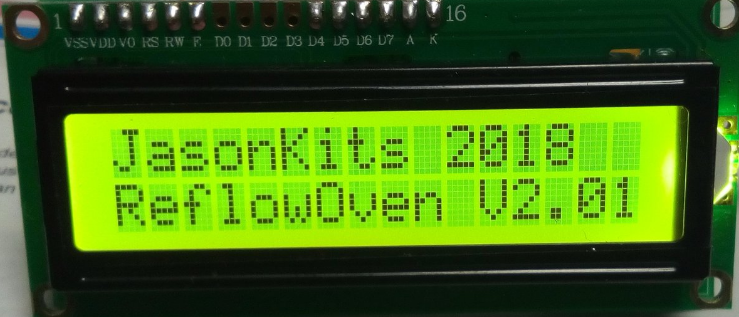 1 16
VSS VDD VO RS RW E D0 D1 D2 D3 D4 D5 D6 D7 A K
JasonKits 2018
ReflowOven V2.01